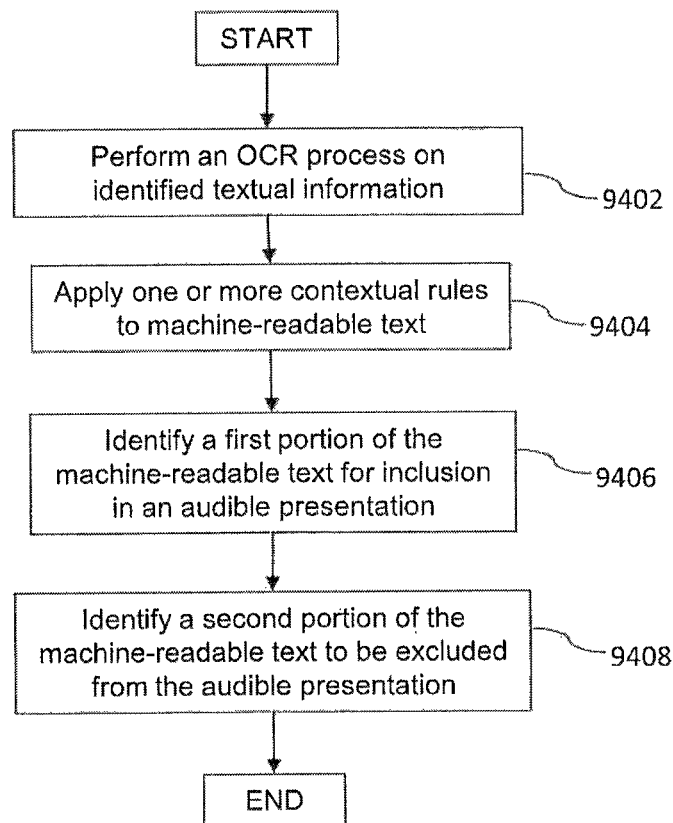 START
Perform an OCR process on
identified textual information
9402
Apply one or more contextual rules
to machine-readable text
9404
Identify a first portion of the
machine-readable text for inclusion
in an audible presentation
9406
Identify a second portion of the
machine-readable text to be excluded
from the audible presentation
9408
END